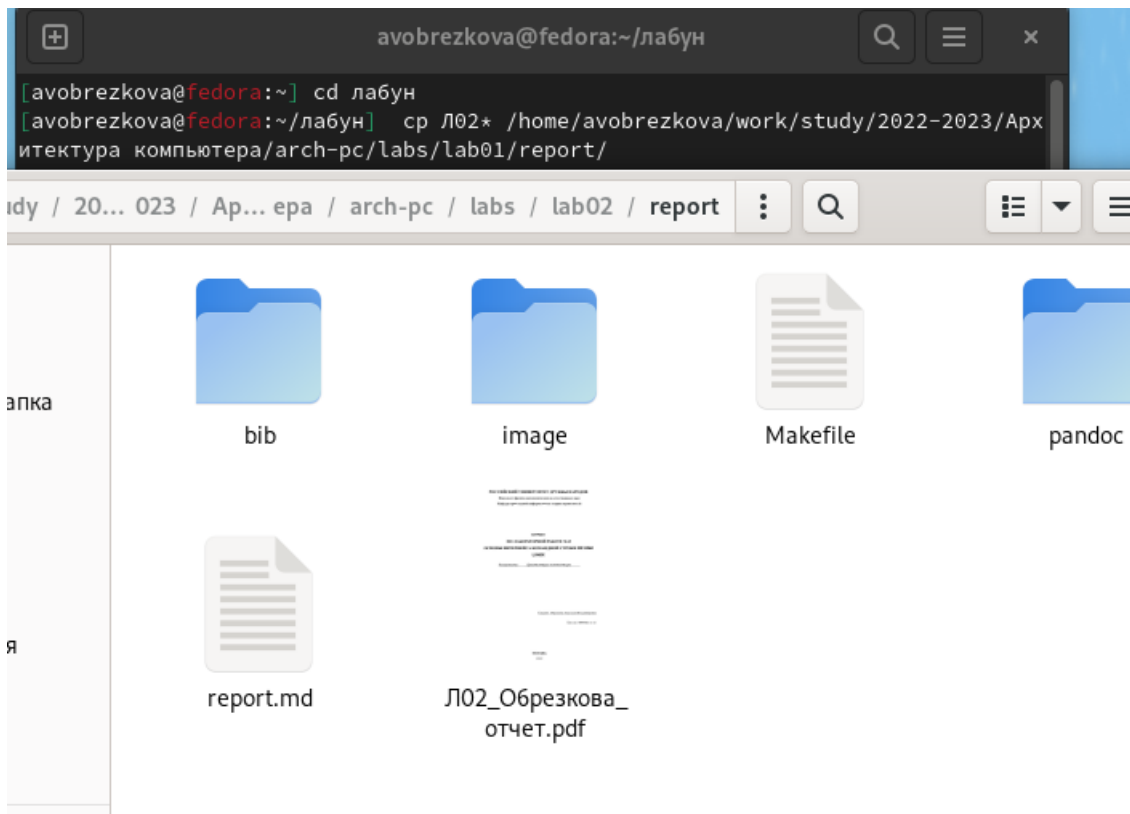 avobrezkova@fedora:~/лабун
[avobrezkova@fedora:~] cd лабун
[avobrezkova@fedora:~/лабун]  cp Л02* /home/avobrezkova/work/study/2022-2023/Арх
итектура компьютера/arch-pc/labs/lab01/report/
udy / 20… 023 / Ар… ера / arch-pc / labs / lab02 / report
апка
bib
image
Makefile
pandoc
я
report.md
Л02_Обрезкова_
отчет.pdf